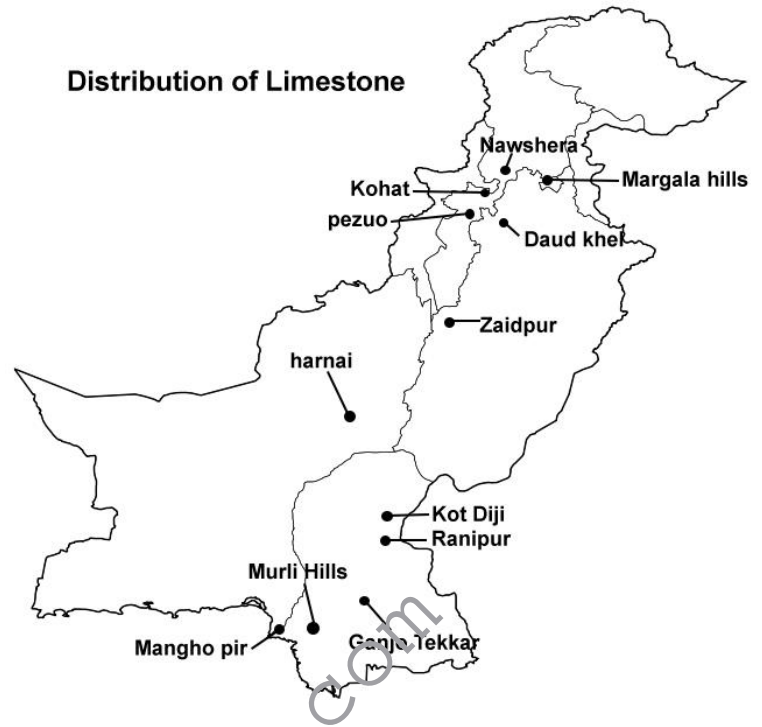 Distribution of Limestone
Nawshera
Kohat
Margala hills
pezuo
Daud khel
Zaidpur
harnai
Kot Diji
Ranipur
Murli Hills
Mangho pir
Ganjo Tekkar
com